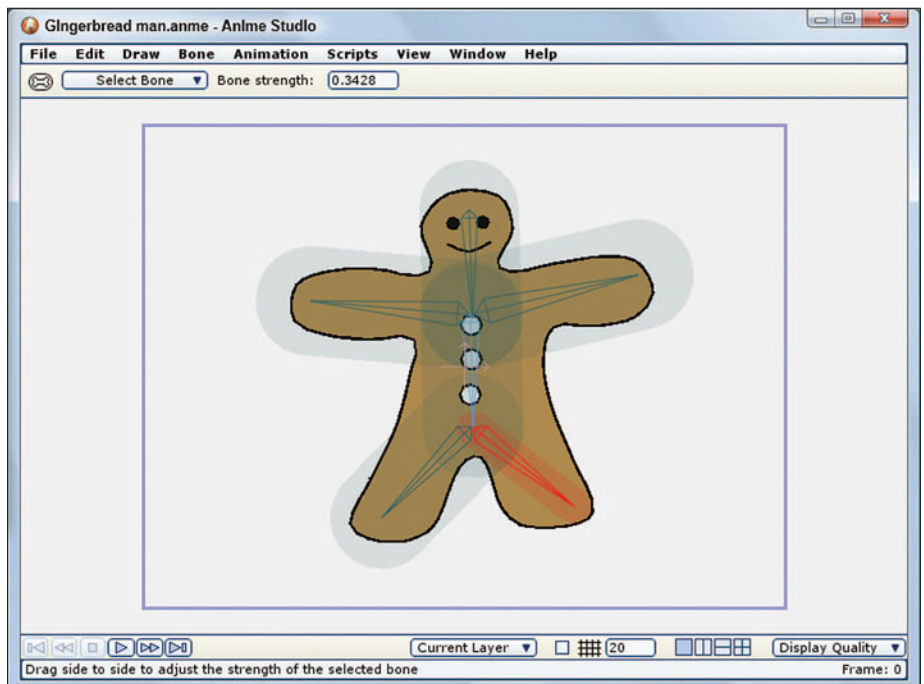 GIngerbread man.anme - AnIme StudIo
File Edit Draw Bone Animation Scripts View Window Help
Select Bone Bone strength: 0.3428
Current Layer 20 Display Quality
Drag side to side to adjust the strength of the selected bone Frame: 0